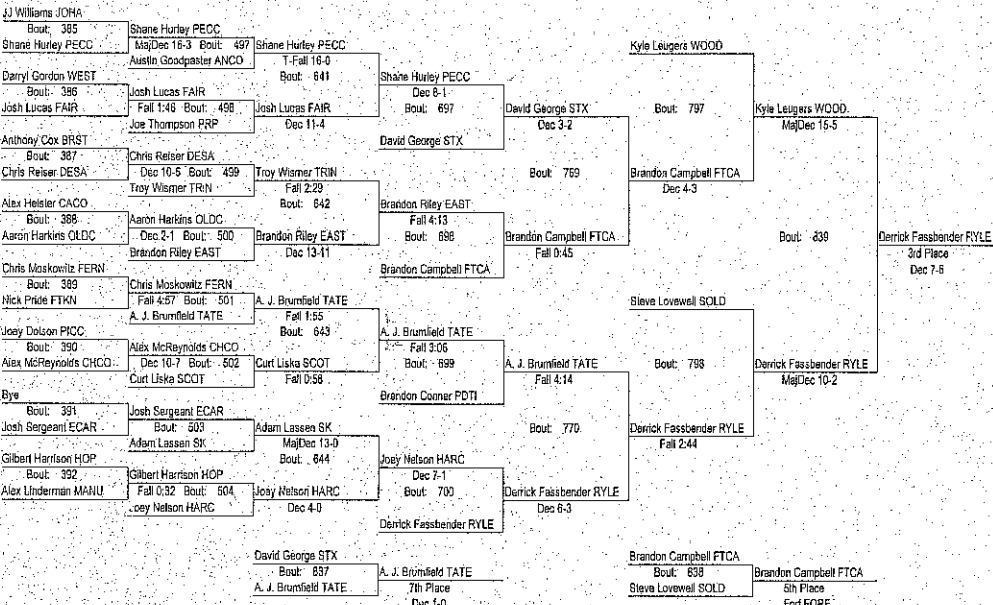 JJ Williams JOHA
Bout: 385
Shane Hurley PECC
Shane Hurley PECC
MajDec 16-3 Bout: 497
Austin Goodpaster ANCO
Shane Hurley PECC
T-Fall 16-0
Bout: 641
Darryl Gordon WEST
Bout: 386
Josh Lucas FAIR
Josh Lucas FAIR
Fall 1:46 Bout: 498
Joe Thompson PRP
Josh Lucas FAIR
Dec 11-4
Shane Hurley PECC
Dec 8-1
Bout: 697
David George STX
David George STX
Dec 3-2
Anthony Cox BRST
Bout: 387
Chris Reiser DESA
Chris Reiser DESA
Dec 10-5 Bout: 499
Troy Wismer TRIN
Troy Wismer TRIN
Fall 2:29
Bout: 642
Alex Heisler CACO
Bout: 388
Aaron Harkins OLDC
Aaron Harkins OLDC
Dec 2-1 Bout: 500
Brandon Riley EAST
Brandon Riley EAST
Dec 13-11
Brandon Riley EAST
Fall 4:13
Bout: 698
Brandon Campbell FTCA
Brandon Campbell FTCA
Fall 0:45
Bout: 769
Kyle Leugers WOOD
Bout: 797
Brandon Campbell FTCA
Dec 4-3
Kyle Leugers WOOD
MajDec 15-5
Chris Moskowitz FERN
Bout: 389
Nick Pride FTKN
Chris Moskowitz FERN
Fall 4:57 Bout: 501
A. J. Brumfield TATE
A. J. Brumfield TATE
Fall 1:55
Bout: 643
Joey Dotson PICC
Bout: 390
Alex McReynolds CHCO
Alex McReynolds CHCO
Dec 10-7 Bout: 502
Curt Liska SCOT
Curt Liska SCOT
Fall 0:56
A. J. Brumfield TATE
Fall 3:06
Bout: 699
Brandon Conner PDTI
A. J. Brumfield TATE
Fall 4:14
Bye
Bout: 391
Josh Sergeant ECAR
Josh Sergeant ECAR
Bout: 503
Adam Lassen SK
Adam Lassen SK
MajDec 13-0
Bout: 644
Gilbert Harrison HOP
Bout: 392
Alex Linderman MANU
Gilbert Harrison HOP
Fall 0:32 Bout: 504
Joey Nelson HARC
Joey Nelson HARC
Dec 4-0
Joey Nelson HARC
Dec 7-1
Bout: 700
Derrick Fassbender RYLE
Derrick Fassbender RYLE
Dec 6-3
Bout: 770
Steve Lovewell SOLD
Bout: 798
Derrick Fassbender RYLE
Fall 2:44
Derrick Fassbender RYLE
MajDec 10-2
Bout: 839
Derrick Fassbender RYLE
3rd Place
Dec 7-6
David George STX
Bout: 837
A. J. Brumfield TATE
A. J. Brumfield TATE
7th Place
Brandon Campbell FTCA
Bout: 838
Steve Lovewell SOLD
Brandon Campbell FTCA
5th Place